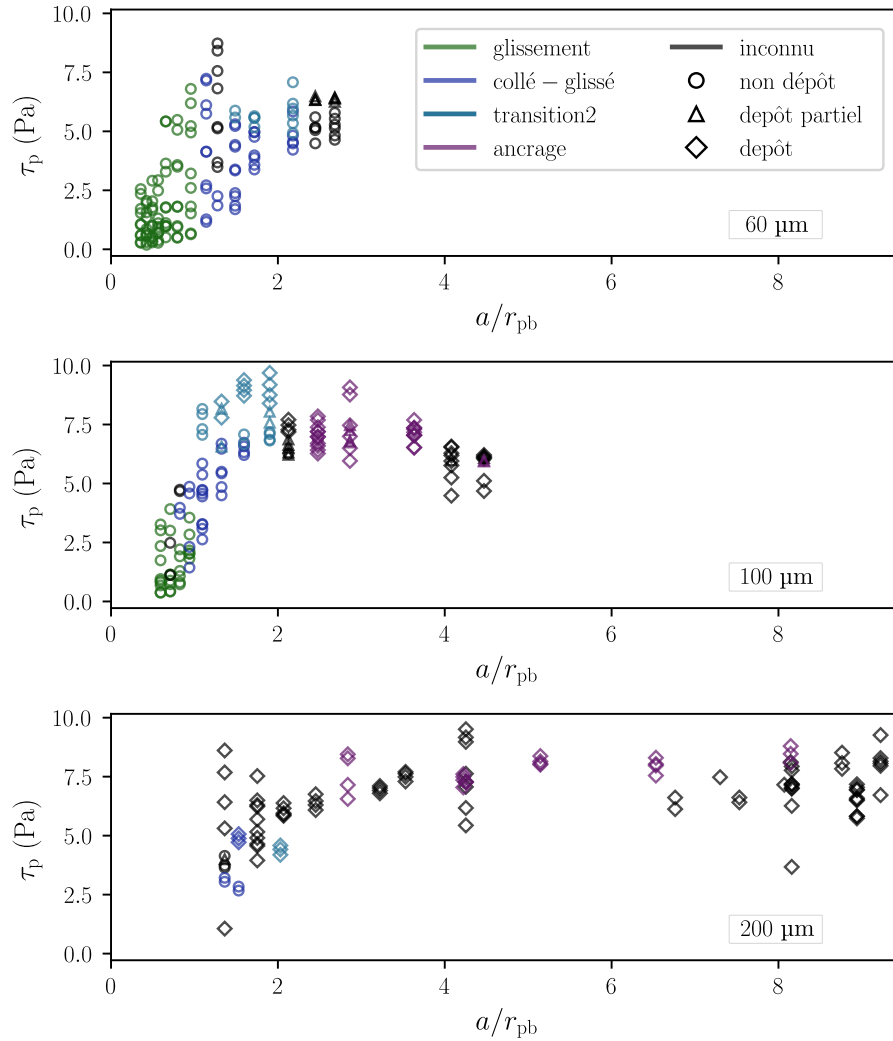 10.0
7.5
5.0
2.5
0.0
τp (Pa)
glissement
collé – glissé
transition2
ancrage
inconnu
non dépôt
depôt partiel
depôt
60 µm
0 2 4 6 8
a/rpb
10.0
7.5
5.0
2.5
0.0
τp (Pa)
100 µm
0 2 4 6 8
a/rpb
10.0
7.5
5.0
2.5
0.0
τp (Pa)
200 µm
0 2 4 6 8
a/rpb